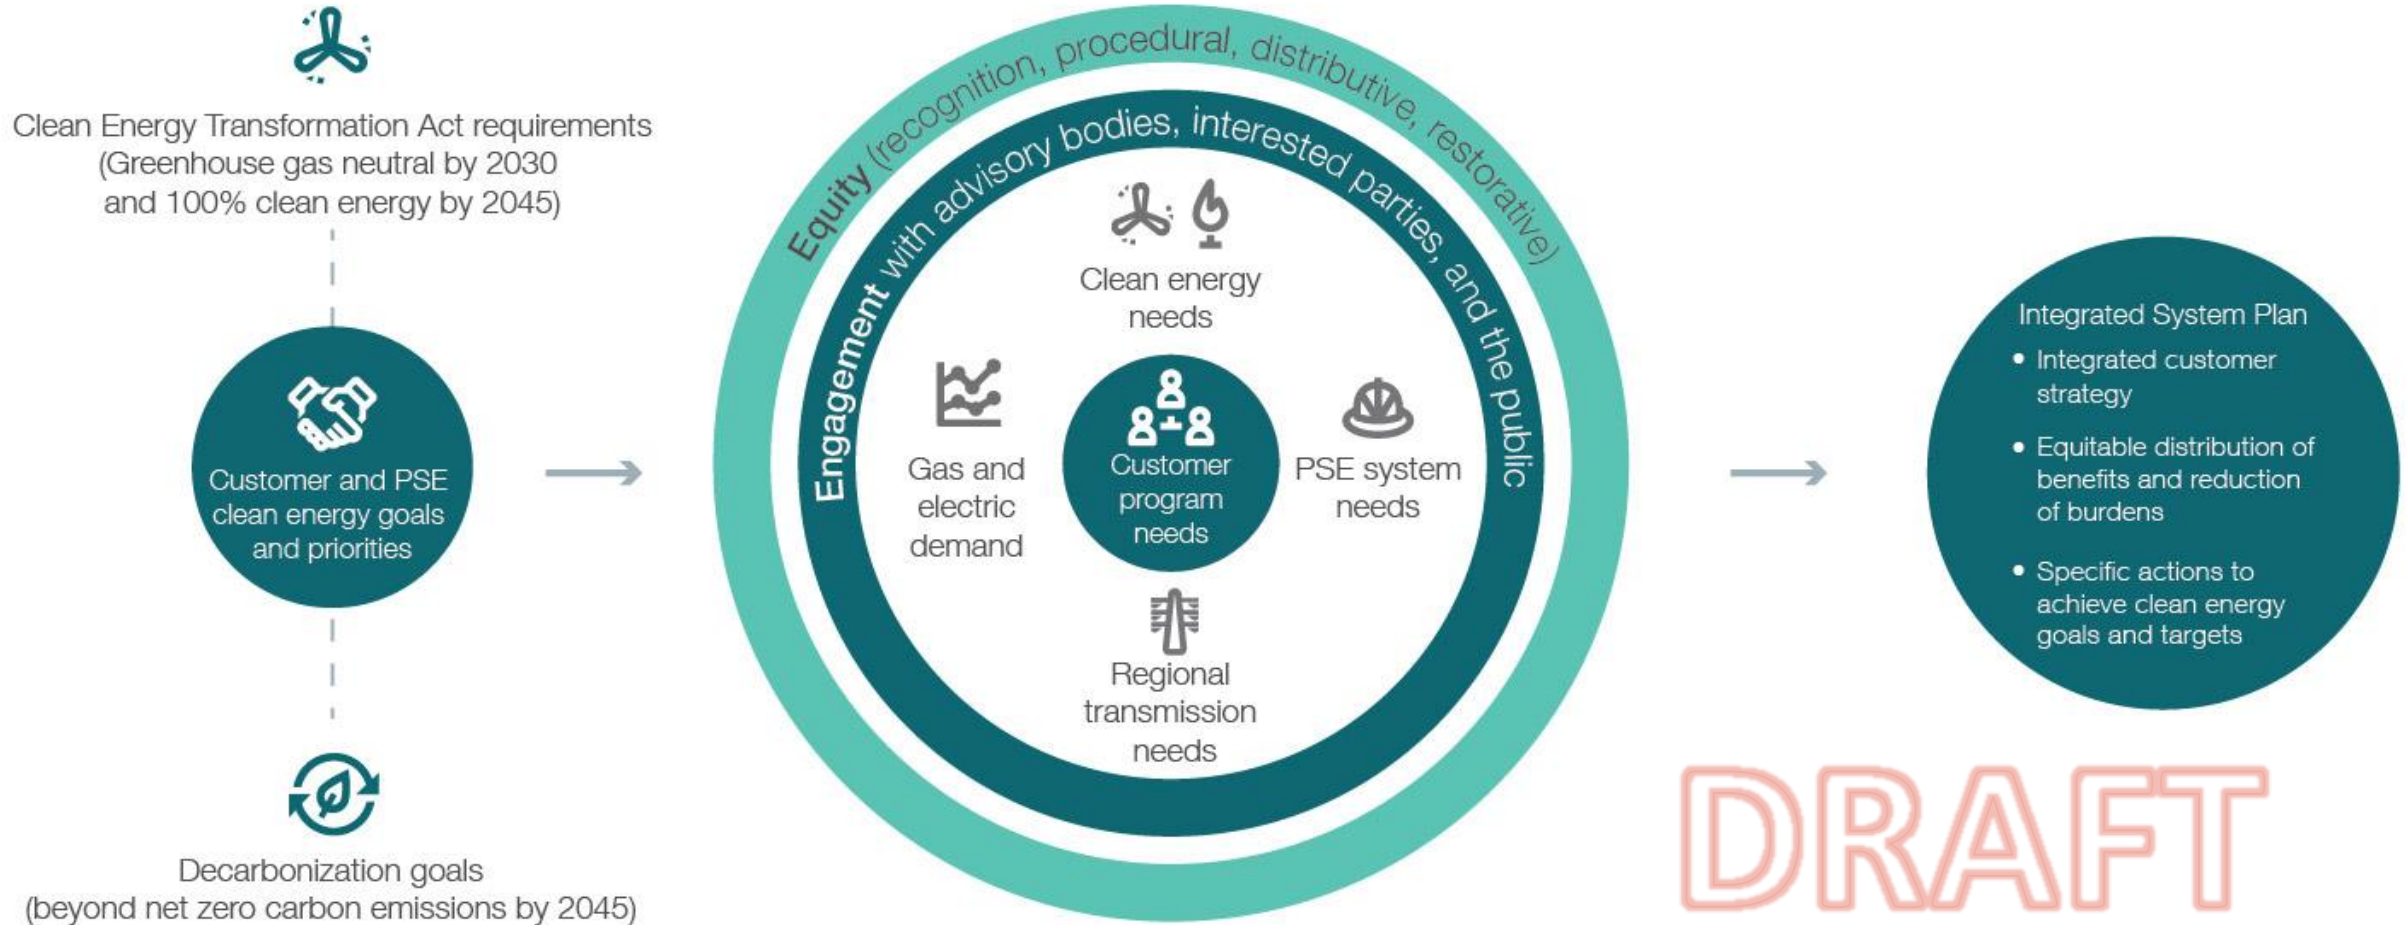 Clean Energy Transformation Act requirements
(Greenhouse gas neutral by 2030
and 100% clean energy by 2045)
Customer and PSE
clean energy goals
and priorities
Decarbonization goals
(beyond net zero carbon emissions by 2045)
Equity (recognition, procedural, distributive, restorative)
Engagement with advisory bodies, interested parties, and the public
Clean energy
needs
Gas and
electric
demand
Customer
program
needs
PSE system
needs
Regional
transmission
needs
Integrated System Plan
• Integrated customer
strategy
• Equitable distribution of
benefits and reduction
of burdens
• Specific actions to
achieve clean energy
goals and targets
DRAFT